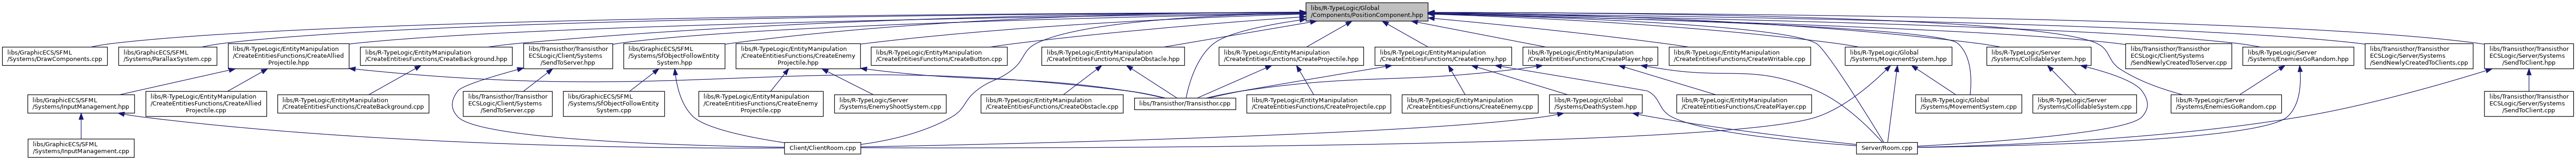 libs/R-TypeLogic/Global
/Components/PositionComponent.hpp
libs/GraphicECS/SFML
/Systems/DrawComponents.cpp
libs/GraphicECS/SFML
/Systems/ParallaxSystem.cpp
libs/R-TypeLogic/EntityManipulation
/CreateEntitiesFunctions/CreateAllied
Projectile.hpp
libs/R-TypeLogic/EntityManipulation
/CreateEntitiesFunctions/CreateBackground.hpp
libs/Transisthor/Transisthor
ECSLogic/Client/Systems
/SendToServer.hpp
libs/GraphicECS/SFML
/Systems/SfObjectFollowEntity
System.hpp
libs/R-TypeLogic/EntityManipulation
/CreateEntitiesFunctions/CreateEnemy
Projectile.hpp
libs/R-TypeLogic/EntityManipulation
/CreateEntitiesFunctions/CreateButton.cpp
libs/R-TypeLogic/EntityManipulation
/CreateEntitiesFunctions/CreateObstacle.hpp
libs/R-TypeLogic/EntityManipulation
/CreateEntitiesFunctions/CreateProjectile.hpp
libs/R-TypeLogic/EntityManipulation
/CreateEntitiesFunctions/CreateEnemy.hpp
libs/R-TypeLogic/EntityManipulation
/CreateEntitiesFunctions/CreatePlayer.hpp
libs/R-TypeLogic/EntityManipulation
/CreateEntitiesFunctions/CreateWritable.cpp
libs/R-TypeLogic/Global
/Systems/MovementSystem.hpp
libs/R-TypeLogic/Server
/Systems/CollidableSystem.hpp
libs/Transisthor/Transisthor
ECSLogic/Client/Systems
/SendNewlyCreatedToServer.cpp
libs/R-TypeLogic/Server
/Systems/EnemiesGoRandom.hpp
libs/Transisthor/Transisthor
ECSLogic/Server/Systems
/SendNewlyCreatedToClients.cpp
libs/Transisthor/Transisthor
ECSLogic/Server/Systems
/SendToClient.hpp
libs/GraphicECS/SFML
/Systems/InputManagement.hpp
libs/R-TypeLogic/EntityManipulation
/CreateEntitiesFunctions/CreateAllied
Projectile.cpp
libs/R-TypeLogic/EntityManipulation
/CreateEntitiesFunctions/CreateBackground.cpp
libs/Transisthor/Transisthor
ECSLogic/Client/Systems
/SendToServer.cpp
libs/GraphicECS/SFML
/Systems/SfObjectFollowEntity
System.cpp
libs/R-TypeLogic/EntityManipulation
/CreateEntitiesFunctions/CreateEnemy
Projectile.cpp
libs/R-TypeLogic/Server
/Systems/EnemyShootSystem.cpp
libs/R-TypeLogic/EntityManipulation
/CreateEntitiesFunctions/CreateObstacle.cpp
libs/Transisthor/Transisthor.cpp
libs/R-TypeLogic/EntityManipulation
/CreateEntitiesFunctions/CreateProjectile.cpp
libs/R-TypeLogic/EntityManipulation
/CreateEntitiesFunctions/CreateEnemy.cpp
libs/R-TypeLogic/Global
/Systems/DeathSystem.hpp
libs/R-TypeLogic/EntityManipulation
/CreateEntitiesFunctions/CreatePlayer.cpp
libs/R-TypeLogic/Global
/Systems/MovementSystem.cpp
libs/R-TypeLogic/Server
/Systems/CollidableSystem.cpp
libs/R-TypeLogic/Server
/Systems/EnemiesGoRandom.cpp
libs/Transisthor/Transisthor
ECSLogic/Server/Systems
/SendToClient.cpp
libs/GraphicECS/SFML
/Systems/InputManagement.cpp
Client/ClientRoom.cpp
Server/Room.cpp